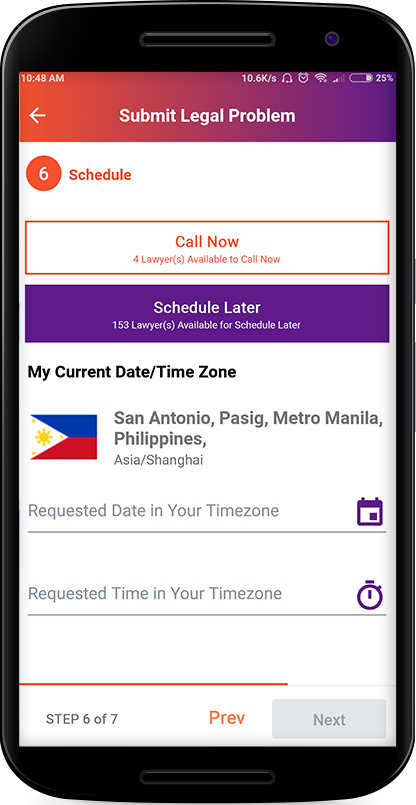 10:48 AM 10.6K/s 25%
Submit Legal Problem
6 Schedule
Call Now
4 Lawyer(s) Available to Call Now
Schedule Later
153 Lawyer(s) Available for Schedule Later
My Current Date/Time Zone
San Antonio, Pasig, Metro Manila,
Philippines,
Asia/Shanghai
Requested Date in Your Timezone
Requested Time in Your Timezone
STEP 6 of 7 Prev Next